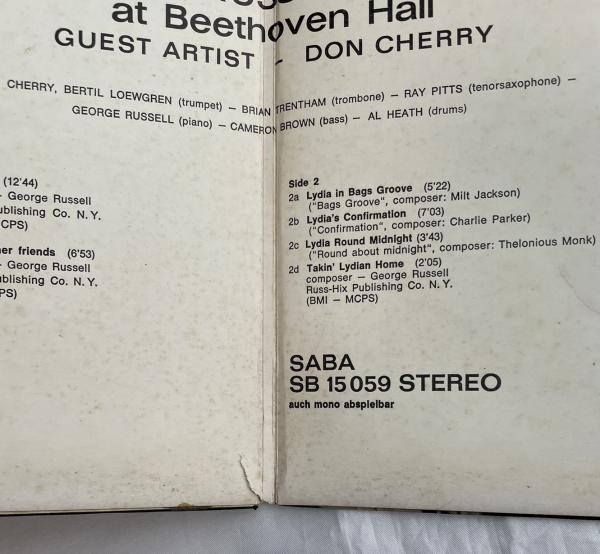 at Beethoven Hall
GUEST ARTIST - DON CHERRY
CHERRY, BERTIL LOEWGREN (trumpet) — BRIAN TRENTHAM (trombone) — RAY PITTS (tenorsaxophone) —
GEORGE RUSSELL (piano) — CAMERON BROWN (bass) — AL HEATH (drums)
(12'44)
- George Russell
ublishing Co. N. Y.
CPS)
er friends (6'53)
- George Russell
ublishing Co. N. Y.
PS)
Side 2
2a Lydia in Bags Groove (5'22)
("Bags Groove", composer: Milt Jackson)
2b Lydia's Confirmation (7'03)
("Confirmation", composer: Charlie Parker)
2c Lydia Round Midnight (3'43)
("Round about midnight", composer: Thelonious Monk)
2d Takin' Lydian Home (2'05)
composer — George Russell
Russ-Hix Publishing Co. N. Y.
(BMI — MCPS)
SABA
SB 15 059 STEREO
auch mono abspielbar